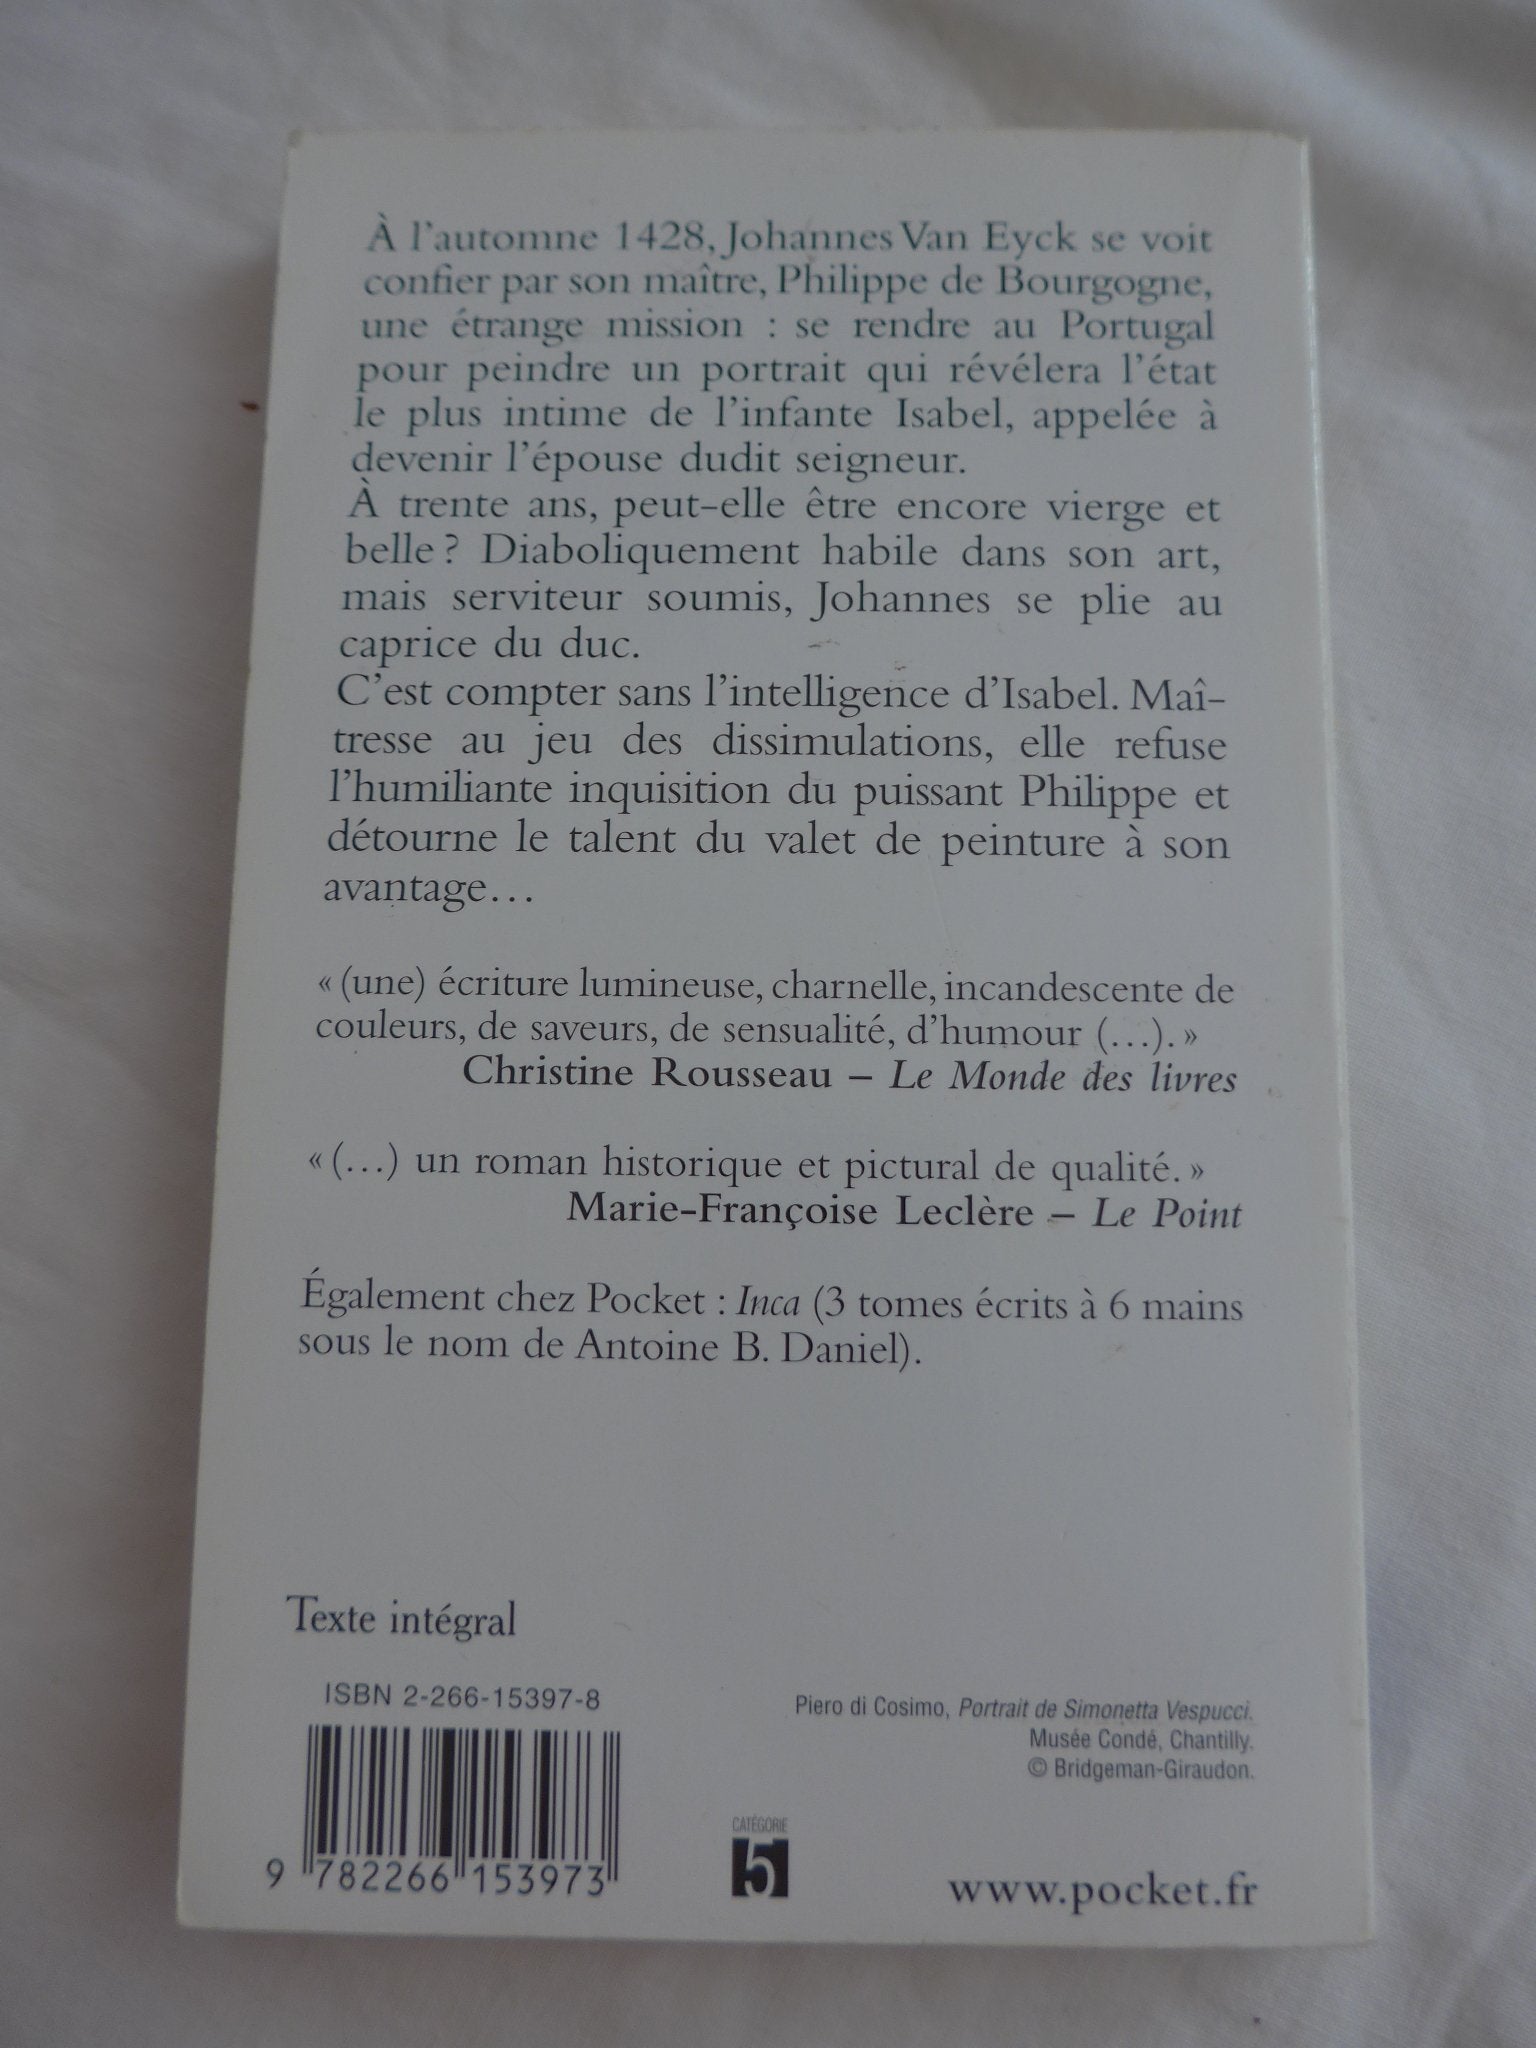 À l'automne 1428, Johannes Van Eyck se voit
confier par son maître, Philippe de Bourgogne,
une étrange mission : se rendre au Portugal
pour peindre un portrait qui révélera l'état
le plus intime de l'infante Isabel, appelée à
devenir l'épouse dudit seigneur.
À trente ans, peut-elle être encore vierge et
belle ? Diaboliquement habile dans son art,
mais serviteur soumis, Johannes se plie au
caprice du duc.
C'est compter sans l'intelligence d'Isabel. Maî-
tresse au jeu des dissimulations, elle refuse
l'humiliante inquisition du puissant Philippe et
détourne le talent du valet de peinture à son
avantage…
« (une) écriture lumineuse, charnelle, incandescente de
couleurs, de saveurs, de sensualité, d'humour (…). »
Christine Rousseau – Le Monde des livres
« (…) un roman historique et pictural de qualité. »
Marie-Françoise Leclère – Le Point
Également chez Pocket : Inca (3 tomes écrits à 6 mains
sous le nom de Antoine B. Daniel).
Texte intégral
ISBN 2-266-15397-8
9 782266 153973
Piero di Cosimo, Portrait de Simonetta Vespucci.
Musée Condé, Chantilly.
© Bridgeman-Giraudon.
CATÉGORIE
5
www.pocket.fr